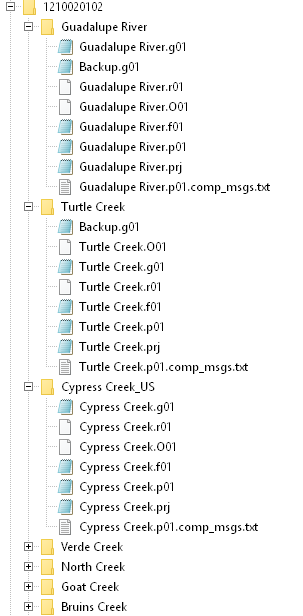 1210020102
Guadalupe River
Guadalupe River.g01
Backup.g01
Guadalupe River.r01
Guadalupe River.O01
Guadalupe River.f01
Guadalupe River.p01
Guadalupe River.prj
Guadalupe River.p01.comp_msgs.txt
Turtle Creek
Backup.g01
Turtle Creek.O01
Turtle Creek.g01
Turtle Creek.r01
Turtle Creek.f01
Turtle Creek.p01
Turtle Creek.prj
Turtle Creek.p01.comp_msgs.txt
Cypress Creek_US
Cypress Creek.g01
Cypress Creek.r01
Cypress Creek.O01
Cypress Creek.f01
Cypress Creek.p01
Cypress Creek.prj
Cypress Creek.p01.comp_msgs.txt
Verde Creek
North Creek
Goat Creek
Bruins Creek